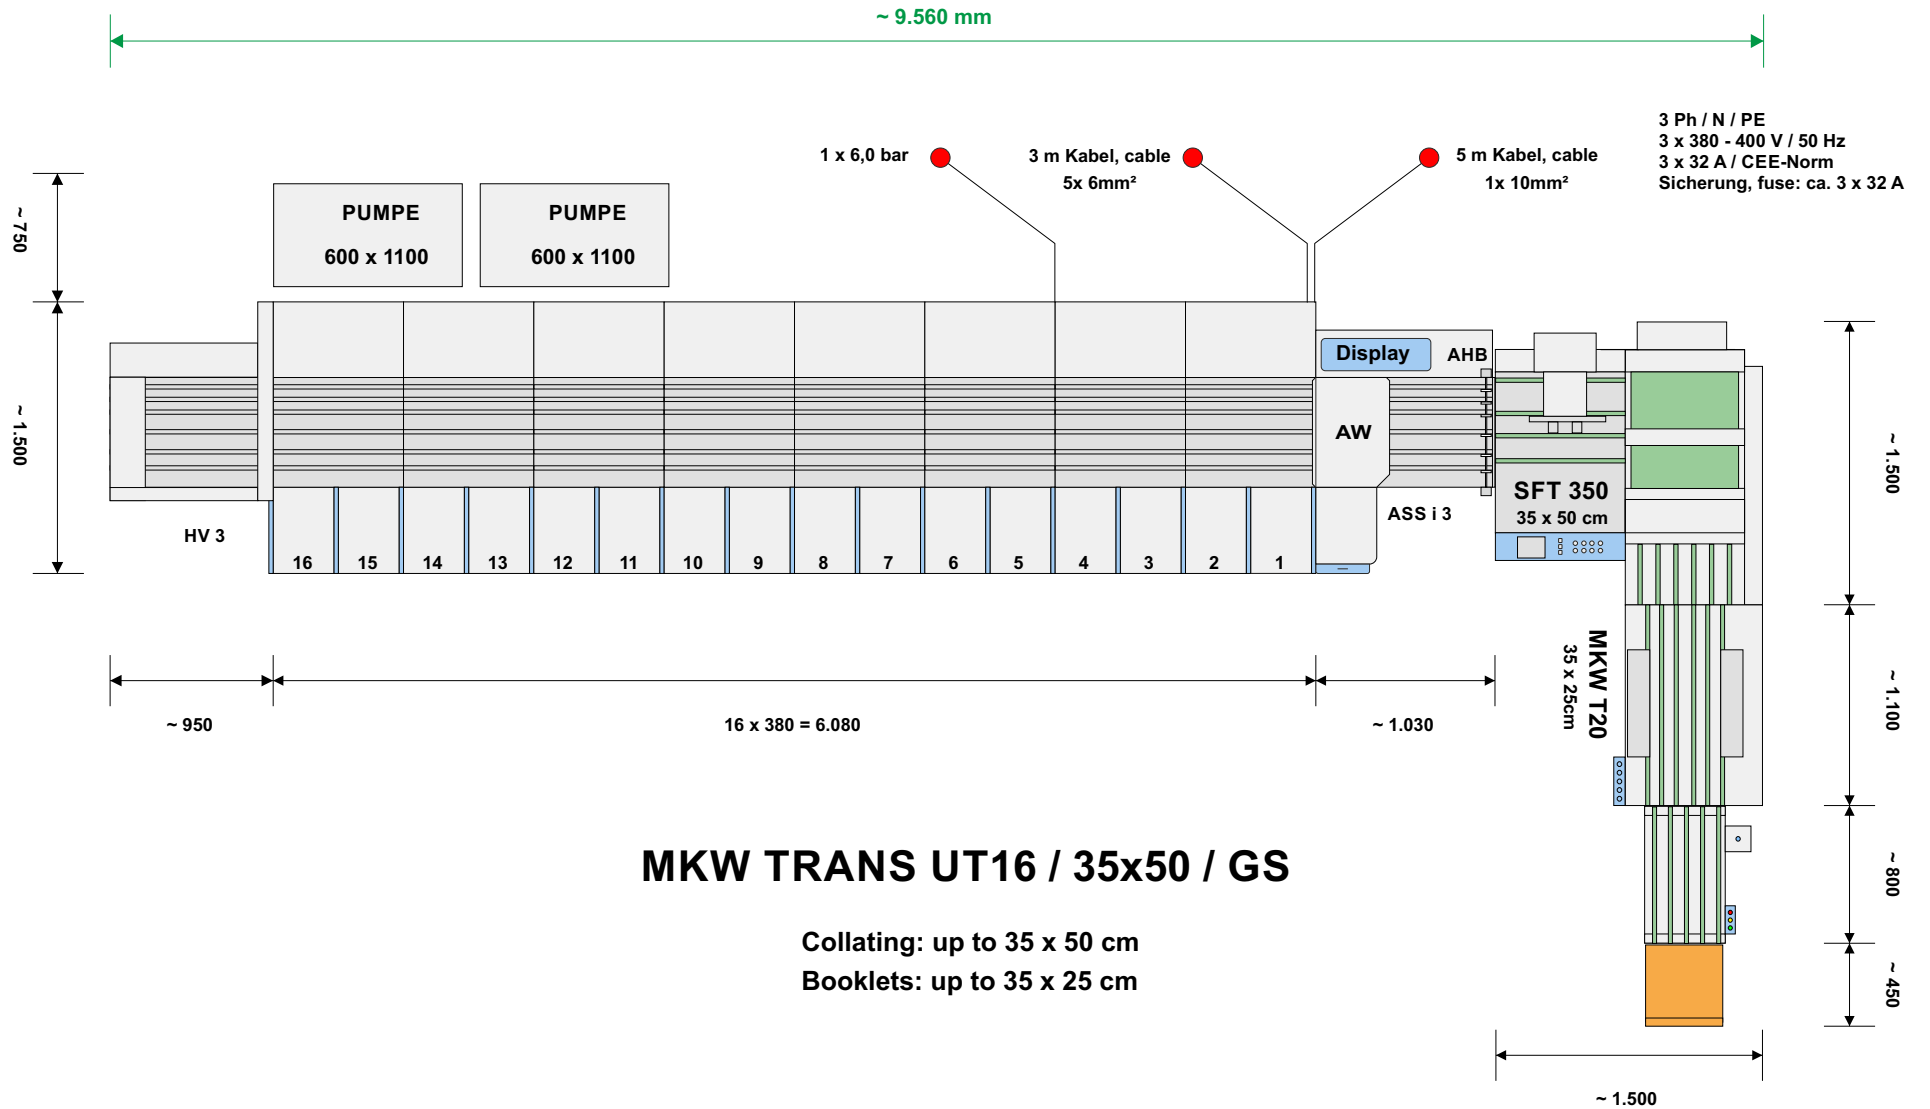 ~ 9.560 mm
3 Ph / N / PE
3 x 380 - 400 V / 50 Hz
3 x 32 A / CEE-Norm
Sicherung, fuse: ca. 3 x 32 A
1 x 6,0 bar
3 m Kabel, cable
5x 6mm²
5 m Kabel, cable
1x 10mm²
~ 750
PUMPE
600 x 1100
PUMPE
600 x 1100
~ 1.500
Display
AHB
AW
SFT 350
35 x 50 cm
ASS i 3
HV 3
16 15 14 13 12 11 10 9 8 7 6 5 4 3 2 1
~ 1.500
MKW T20
35 x 25cm
~ 1.100
~ 950
16 x 380 = 6.080
~ 1.030
MKW TRANS UT16 / 35x50 / GS
~ 800
Collating: up to 35 x 50 cm
Booklets: up to 35 x 25 cm
~ 450
~ 1.500